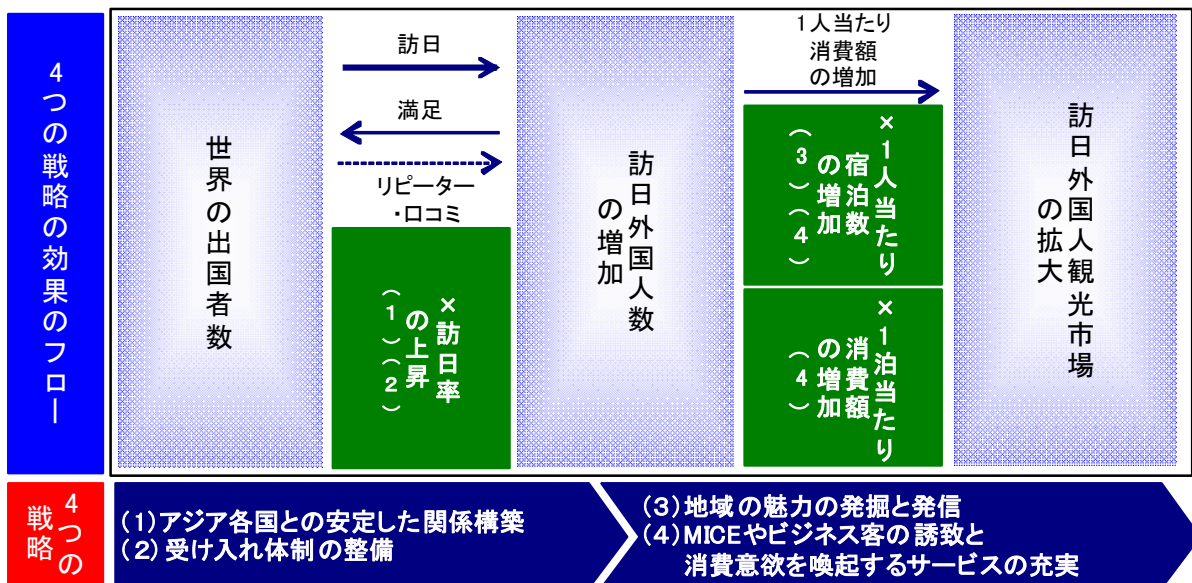 4つの戦略の効果のフロー
世界の出国者数
訪日
満足
リピーター
・口コミ
×訪日率
の上昇
（1）（2）
訪日外国人数
の増加
1人当たり
消費額
の増加
×1人当たり
宿泊数
の増加
（3）（4）
×1泊当たり
消費額
の増加
（4）
訪日外国人観光市場
の拡大
4つの
戦略
(1)アジア各国との安定した関係構築
(2)受け入れ体制の整備
(3)地域の魅力の発掘と発信
(4)MICEやビジネス客の誘致と
消費意欲を喚起するサービスの充実